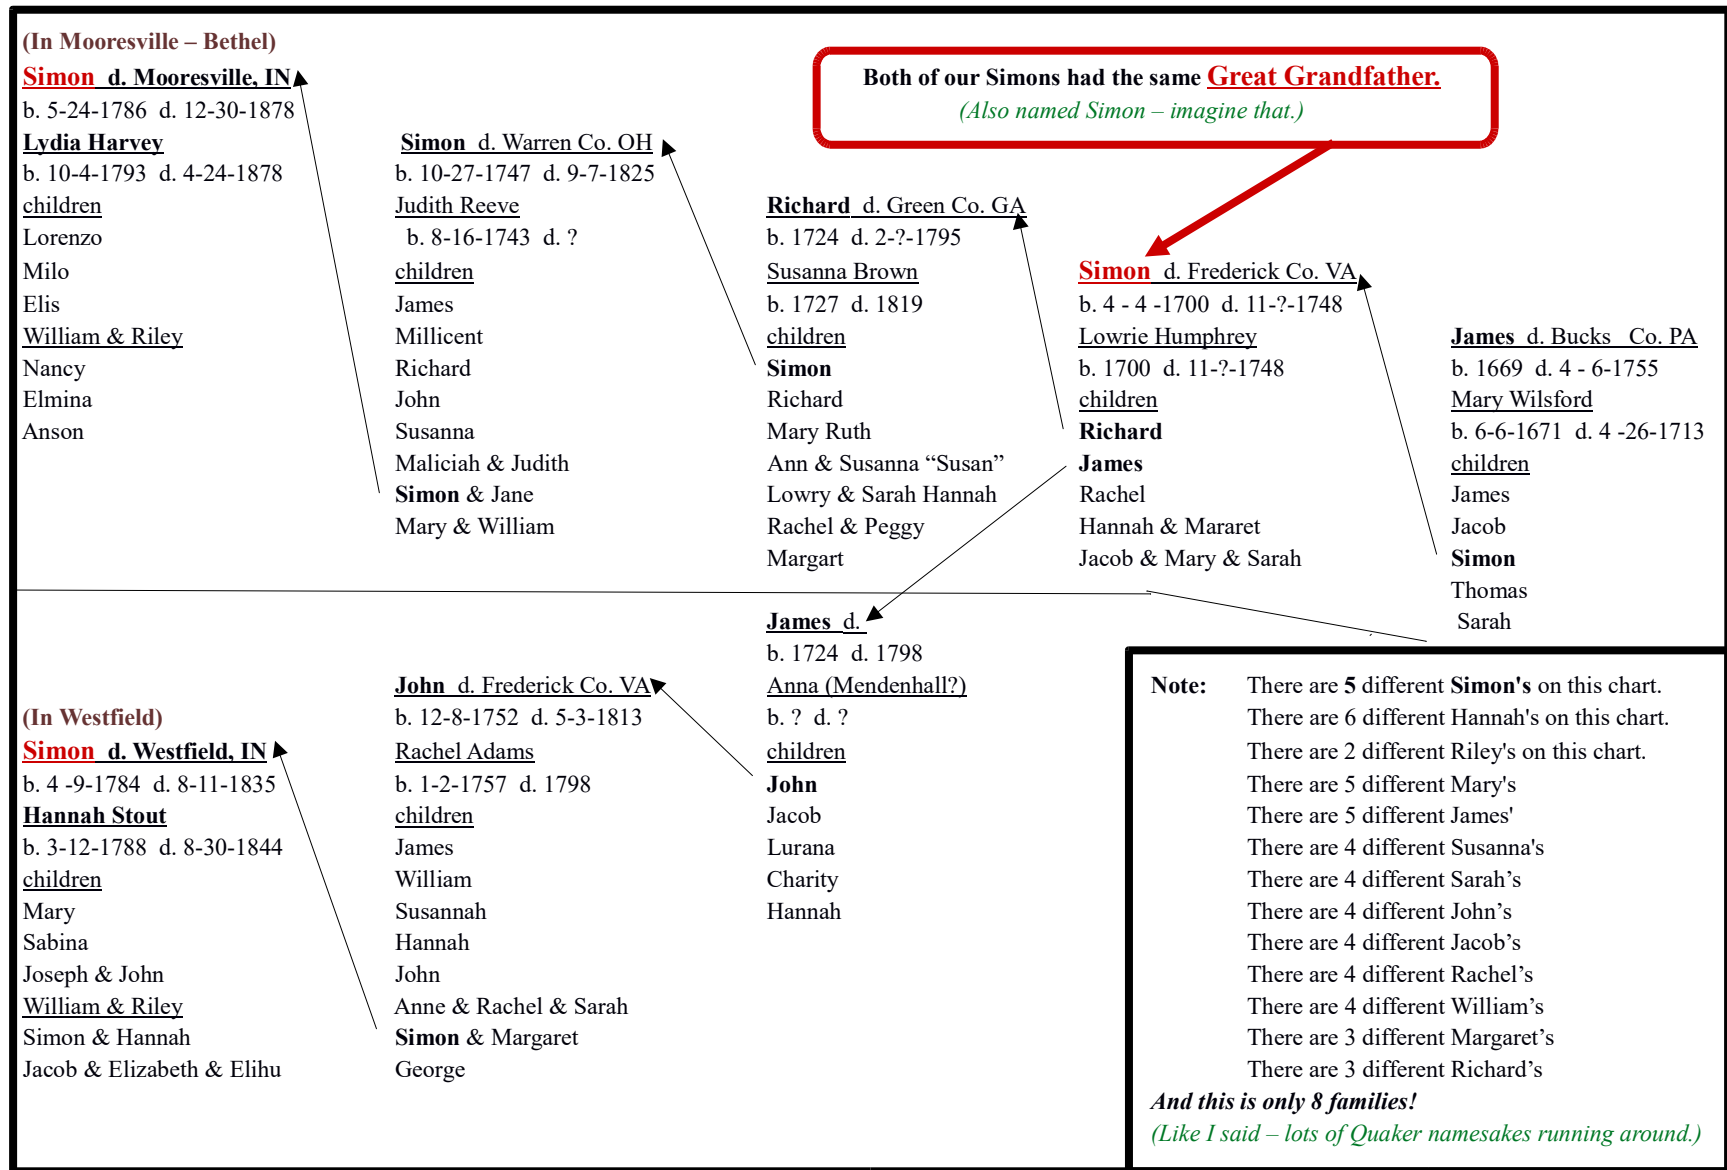 (In Mooresville – Bethel)
Simon d. Mooresville, IN
b. 5-24-1786 d. 12-30-1878
Lydia Harvey
b. 10-4-1793 d. 4-24-1878
children
Lorenzo
Milo
Elis
William & Riley
Nancy
Elmina
Anson
Simon d. Warren Co. OH
b. 10-27-1747 d. 9-7-1825
Judith Reeve
b. 8-16-1743 d. ?
children
James
Millicent
Richard
John
Susanna
Maliciah & Judith
Simon & Jane
Mary & William
Both of our Simons had the same Great Grandfather.
(Also named Simon – imagine that.)
Richard d. Green Co. GA
b. 1724 d. 2-?-1795
Susanna Brown
b. 1727 d. 1819
children
Simon
Richard
Mary Ruth
Ann & Susanna “Susan”
Lowry & Sarah Hannah
Rachel & Peggy
Margart
Simon d. Frederick Co. VA
b. 4 - 4 -1700 d. 11-?-1748
Lowrie Humphrey
b. 1700 d. 11-?-1748
children
Richard
James
Rachel
Hannah & Mararet
Jacob & Mary & Sarah
James d. Bucks Co. PA
b. 1669 d. 4 - 6-1755
Mary Wilsford
b. 6-6-1671 d. 4 -26-1713
children
James
Jacob
Simon
Thomas
Sarah
(In Westfield)
Simon d. Westfield, IN
b. 4 -9-1784 d. 8-11-1835
Hannah Stout
b. 3-12-1788 d. 8-30-1844
children
Mary
Sabina
Joseph & John
William & Riley
Simon & Hannah
Jacob & Elizabeth & Elihu
John d. Frederick Co. VA
b. 12-8-1752 d. 5-3-1813
Rachel Adams
b. 1-2-1757 d. 1798
children
James
William
Susannah
Hannah
John
Anne & Rachel & Sarah
Simon & Margaret
George
James d.
b. 1724 d. 1798
Anna (Mendenhall?)
b. ? d. ?
children
John
Jacob
Lurana
Charity
Hannah
Note: There are 5 different Simon's on this chart.
There are 6 different Hannah's on this chart.
There are 2 different Riley's on this chart.
There are 5 different Mary's
There are 5 different James'
There are 4 different Susanna's
There are 4 different Sarah’s
There are 4 different John’s
There are 4 different Jacob’s
There are 4 different Rachel’s
There are 4 different William’s
There are 3 different Margaret’s
There are 3 different Richard’s
And this is only 8 families!
(Like I said – lots of Quaker namesakes running around.)